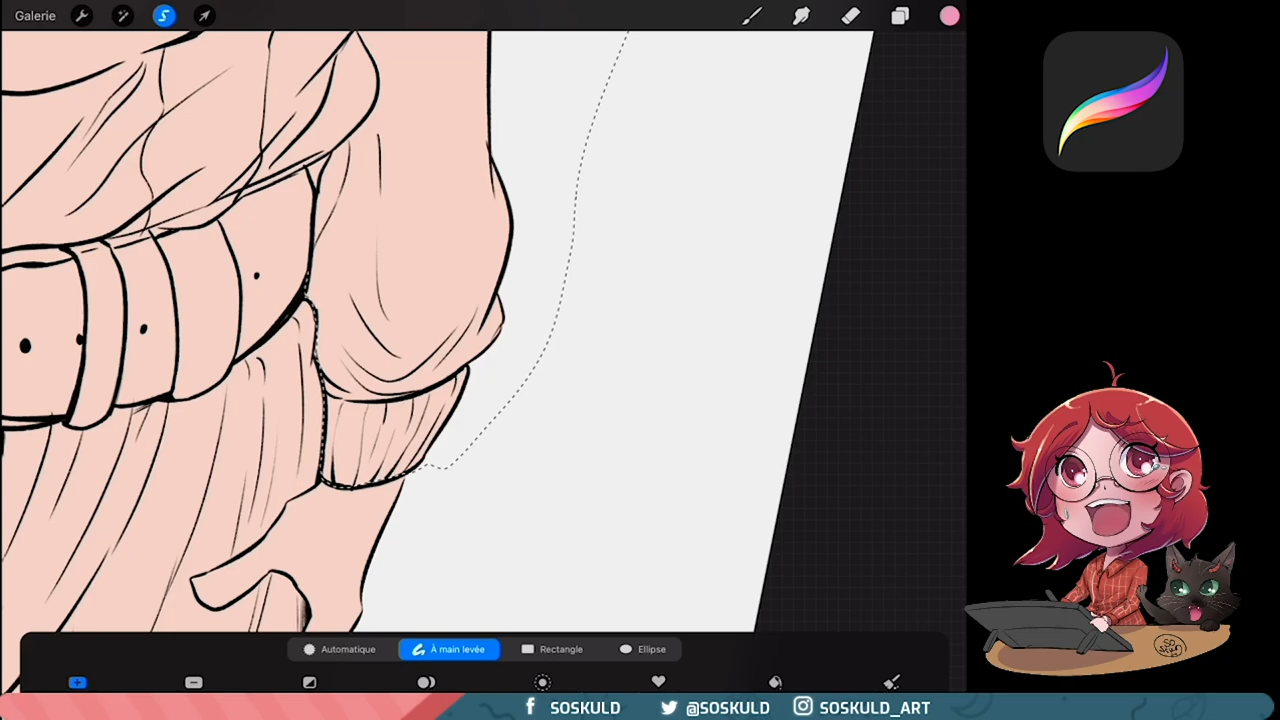 Galerie
Automatique
À main levée
Rectangle
Ellipse
SOSKULD
@SOSKULD
SOSKULD_ART